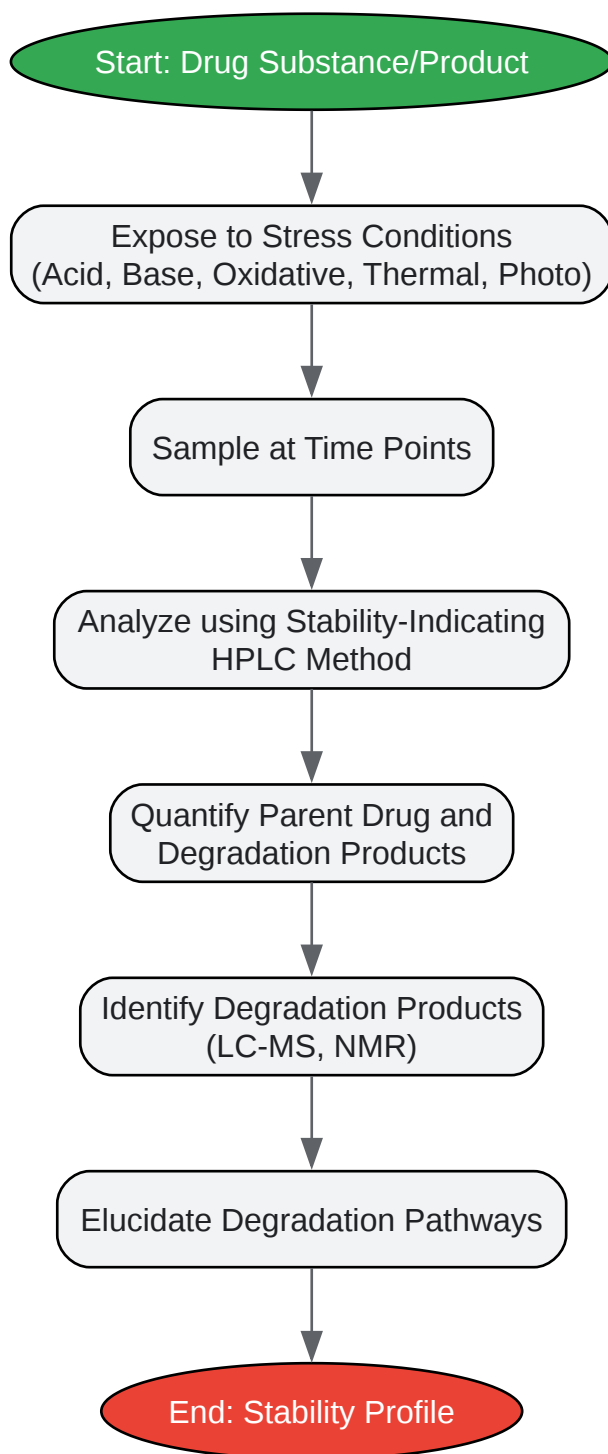 Start: Drug Substance/Product
Expose to Stress Conditions
(Acid, Base, Oxidative, Thermal, Photo)
Sample at Time Points
Analyze using Stability-Indicating
HPLC Method
Quantify Parent Drug and
Degradation Products
Identify Degradation Products
(LC-MS, NMR)
Elucidate Degradation Pathways
End: Stability Profile